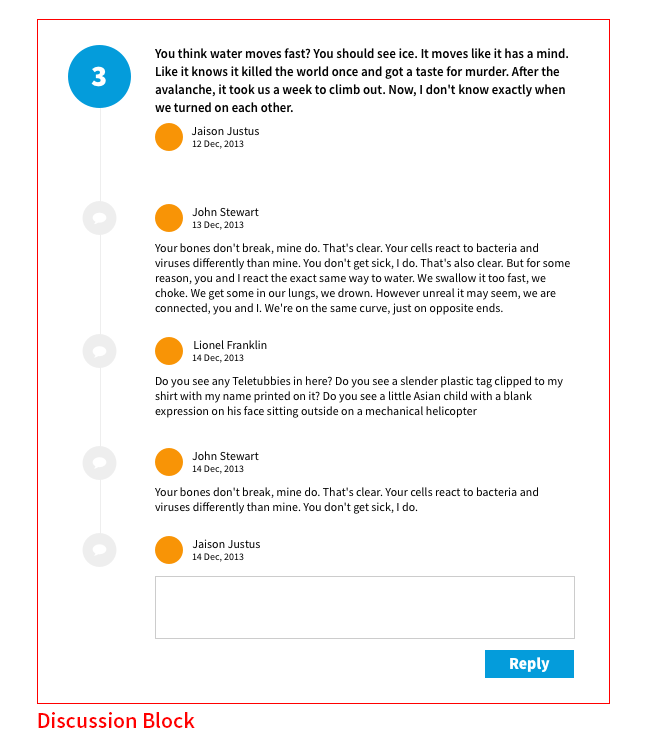 3
You think water moves fast? You should see ice. It moves like it has a mind.
Like it knows it killed the world once and got a taste for murder. After the
avalanche, it took us a week to climb out. Now, I don't know exactly when
we turned on each other.
Jaison Justus
12 Dec, 2013
John Stewart
13 Dec, 2013
Your bones don't break, mine do. That's clear. Your cells react to bacteria and
viruses differently than mine. You don't get sick, I do. That's also clear. But for some
reason, you and I react the exact same way to water. We swallow it too fast, we
choke. We get some in our lungs, we drown. However unreal it may seem, we are
connected, you and I. We're on the same curve, just on opposite ends.
Lionel Franklin
14 Dec, 2013
Do you see any Teletubbies in here? Do you see a slender plastic tag clipped to my
shirt with my name printed on it? Do you see a little Asian child with a blank
expression on his face sitting outside on a mechanical helicopter
John Stewart
14 Dec, 2013
Your bones don't break, mine do. That's clear. Your cells react to bacteria and
viruses differently than mine. You don't get sick, I do.
Jaison Justus
14 Dec, 2013
Reply
Discussion Block